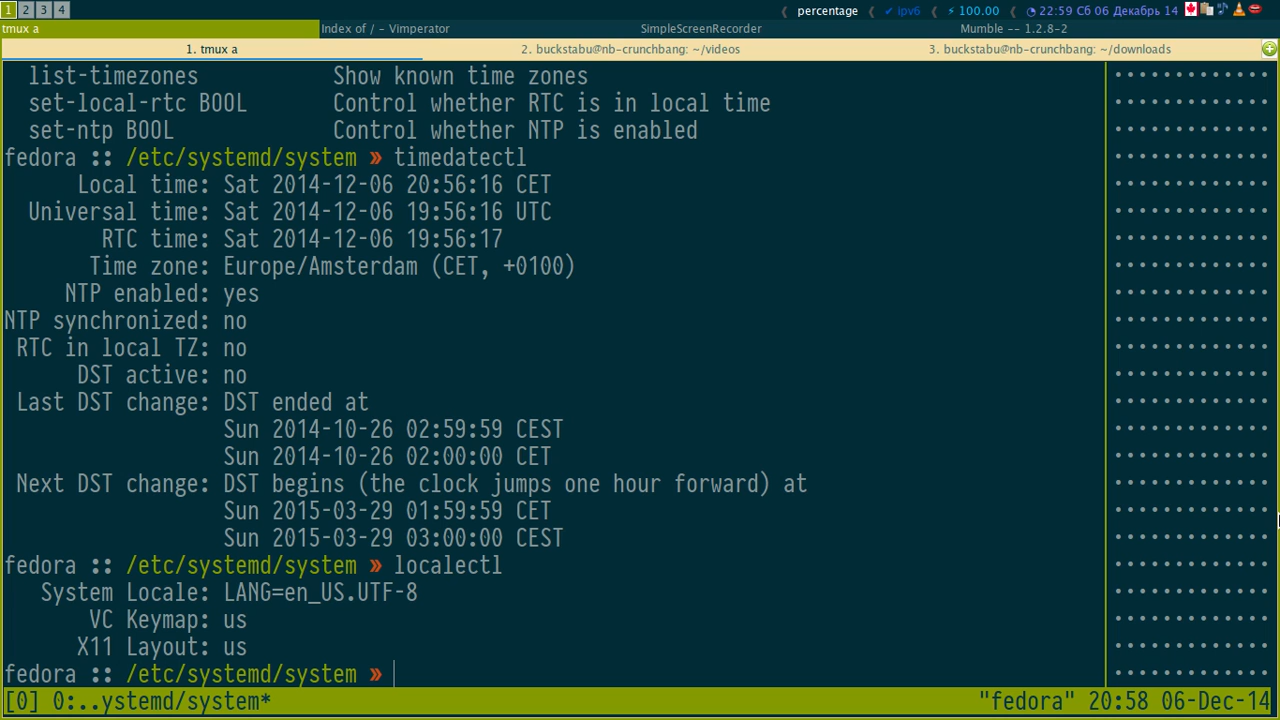 1 2 3 4 percentage ✔ ipv6 ⚡ 100.00 22:59 Сб 06 Декабрь 14
tmux a Index of / - Vimperator SimpleScreenRecorder Mumble -- 1.2.8-2
1. tmux a 2. buckstabu@nb-crunchbang: ~/videos 3. buckstabu@nb-crunchbang: ~/downloads
list-timezones Show known time zones
set-local-rtc BOOL Control whether RTC is in local time
set-ntp BOOL Control whether NTP is enabled
fedora :: /etc/systemd/system » timedatectl
Local time: Sat 2014-12-06 20:56:16 CET
Universal time: Sat 2014-12-06 19:56:16 UTC
RTC time: Sat 2014-12-06 19:56:17
Time zone: Europe/Amsterdam (CET, +0100)
NTP enabled: yes
NTP synchronized: no
RTC in local TZ: no
DST active: no
Last DST change: DST ended at
Sun 2014-10-26 02:59:59 CEST
Sun 2014-10-26 02:00:00 CET
Next DST change: DST begins (the clock jumps one hour forward) at
Sun 2015-03-29 01:59:59 CET
Sun 2015-03-29 03:00:00 CEST
fedora :: /etc/systemd/system » localectl
System Locale: LANG=en_US.UTF-8
VC Keymap: us
X11 Layout: us
fedora :: /etc/systemd/system »
[0] 0:..ystemd/system* "fedora" 20:58 06-Dec-14